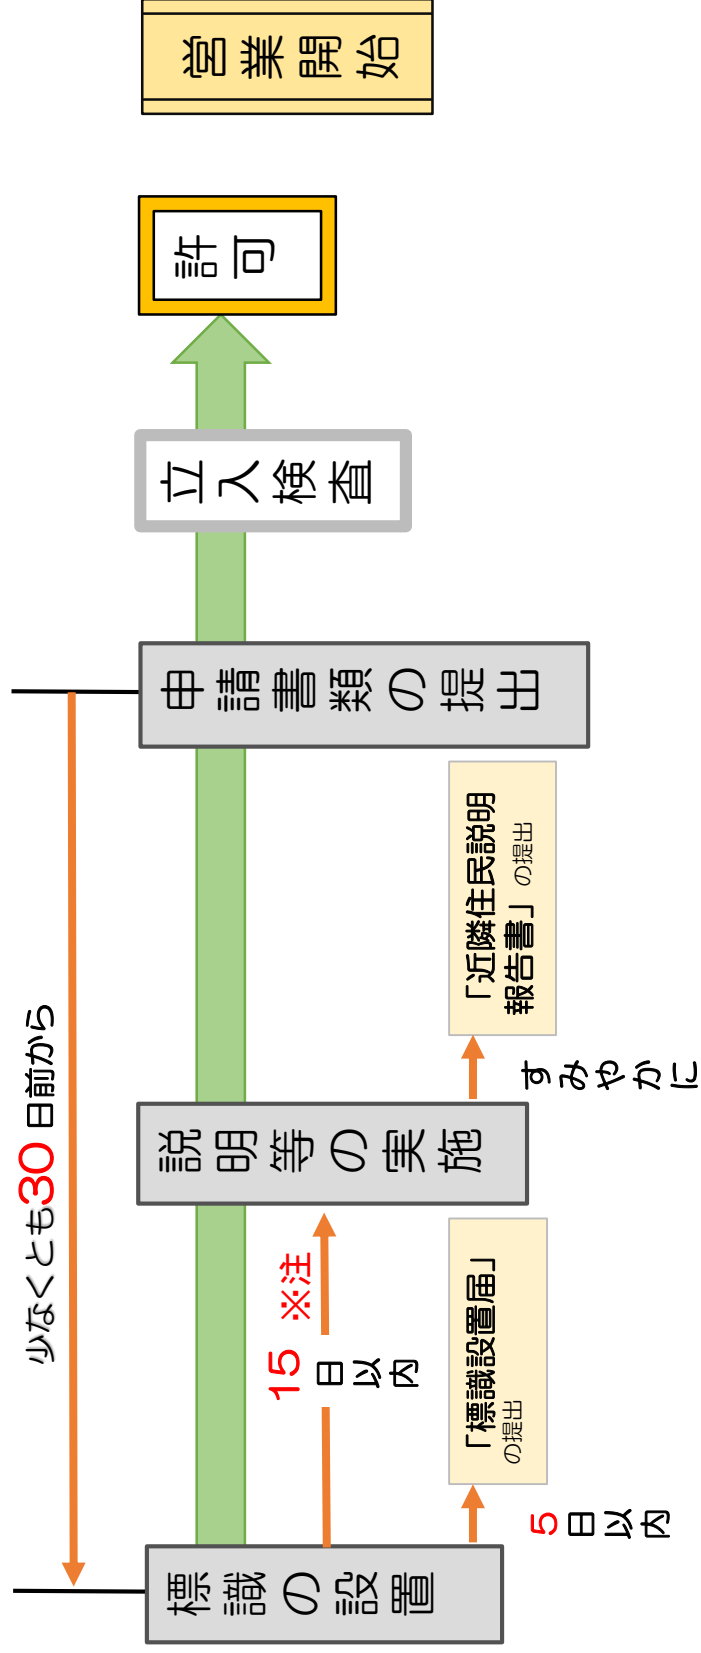 少なくとも30日前から
標識の設置
5日以内
「標識設置届」
の提出
15 ※注
日以内
説明等の実施
すみやかに
「近隣住民説明
報告書」の提出
申請書類の提出
立入検査
許可
営業開始